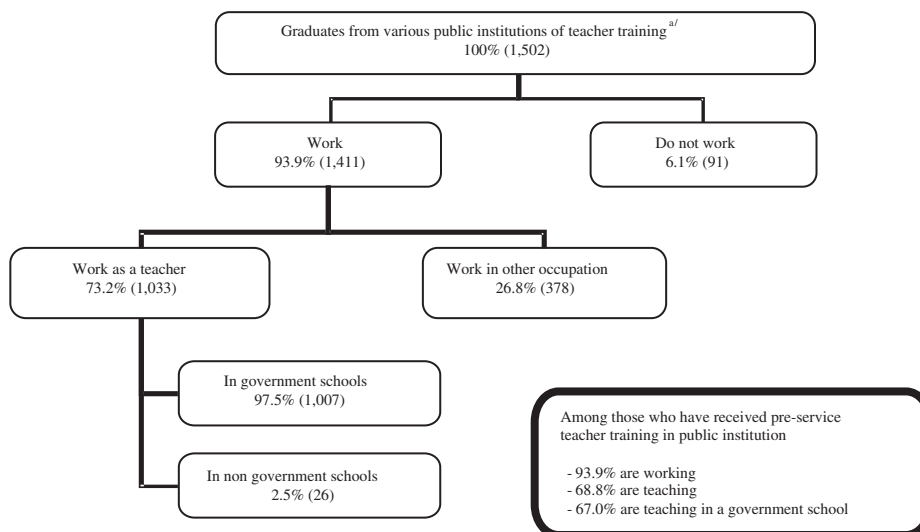 Graduates from various public institutions of teacher training a/
100% (1,502)
Work
93.9% (1,411)
Do not work
6.1% (91)
Work as a teacher
73.2% (1,033)
Work in other occupation
26.8% (378)
In government schools
97.5% (1,007)
In non government schools
2.5% (26)
Among those who have received pre-service
teacher training in public institution
- 93.9% are working
- 68.8% are teaching
- 67.0% are teaching in a government school